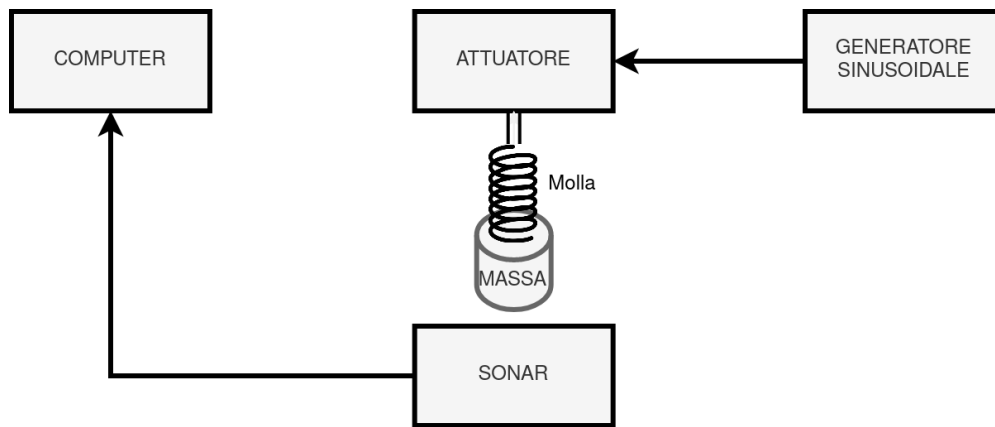 COMPUTER
ATTUATORE
GENERATORE
SINUSOIDALE
Molla
MASSA
SONAR